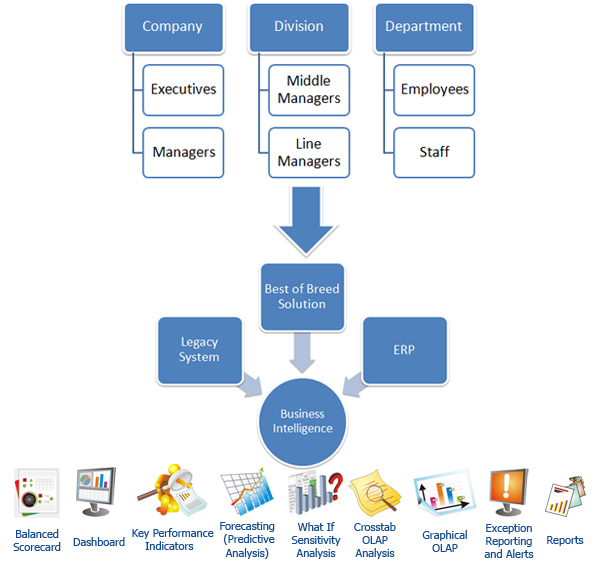 Company
Division
Department
Executives
Middle
Managers
Employees
Managers
Line
Managers
Staff
Best of Breed
Solution
Legacy
System
ERP
Business
Intelligence
Balanced
Scorecard
Dashboard
Key Performance
Indicators
Forecasting
(Predictive
Analysis)
What If
Sensitivity
Analysis
Crosstab
OLAP
Analysis
Graphical
OLAP
Exception
Reporting
and Alerts
Reports